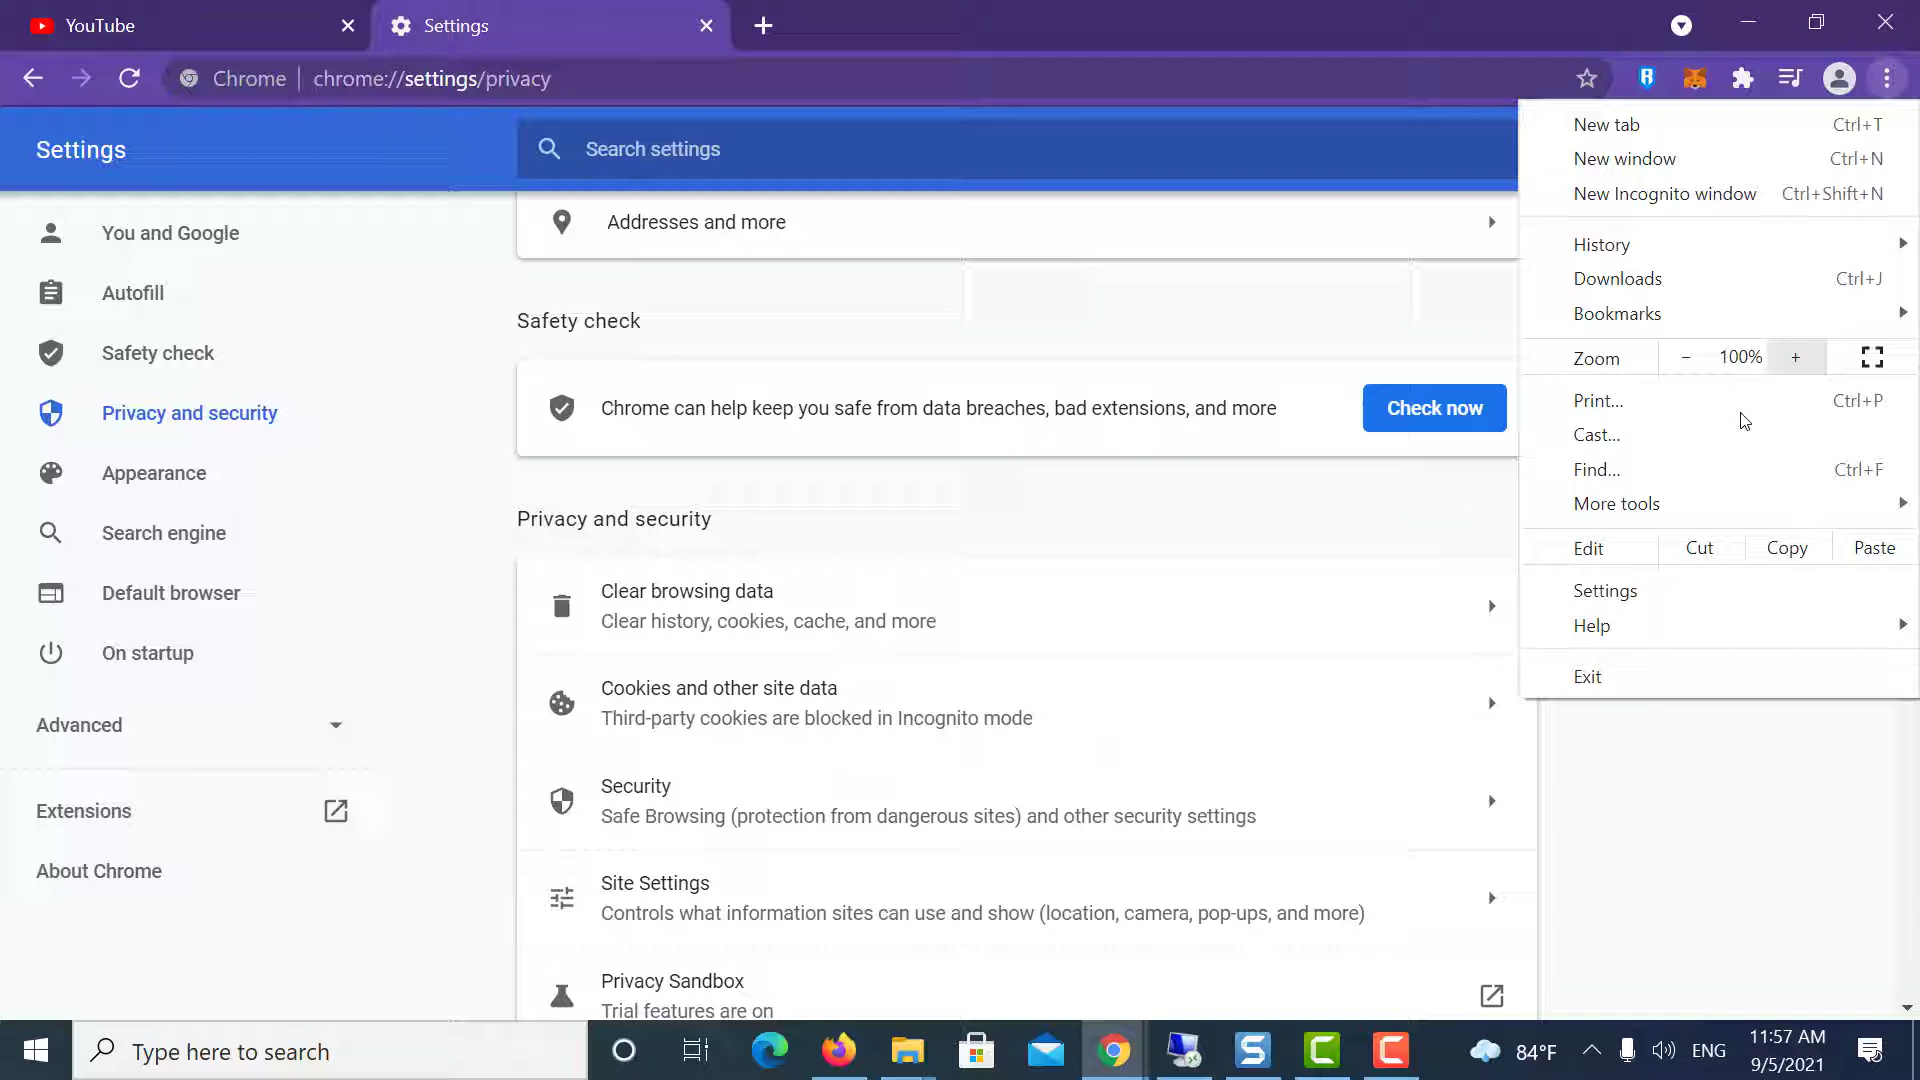 YouTube
Settings
Chrome
chrome://settings/privacy
Settings
Search settings
You and Google
Autofill
Safety check
Privacy and security
Appearance
Search engine
Default browser
On startup
Advanced
Extensions
About Chrome
Addresses and more
Safety check
Chrome can help keep you safe from data breaches, bad extensions, and more
Check now
Privacy and security
Clear browsing data
Clear history, cookies, cache, and more
Cookies and other site data
Third-party cookies are blocked in Incognito mode
Security
Safe Browsing (protection from dangerous sites) and other security settings
Site Settings
Controls what information sites can use and show (location, camera, pop-ups, and more)
Privacy Sandbox
Trial features are on
New tab Ctrl+T
New window Ctrl+N
New Incognito window Ctrl+Shift+N
History
Downloads Ctrl+J
Bookmarks
Zoom − 100% +
Print... Ctrl+P
Cast...
Find... Ctrl+F
More tools
Edit Cut Copy Paste
Settings
Help
Exit
Type here to search
84°F
ENG
11:57 AM
9/5/2021